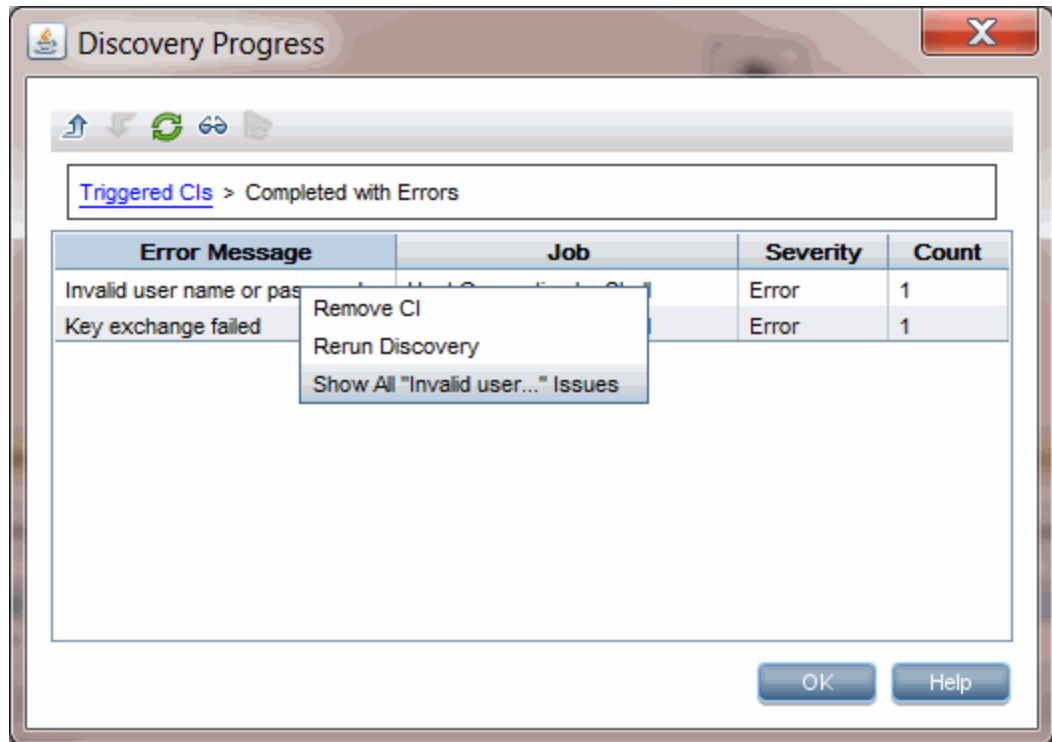 Discovery Progress
Triggered CIs > Completed with Errors
Error Message Job Severity Count
Invalid user name or Error 1
Key exchange failed Error 1
Remove CI
Rerun Discovery
Show All "Invalid user..." Issues
OK Help